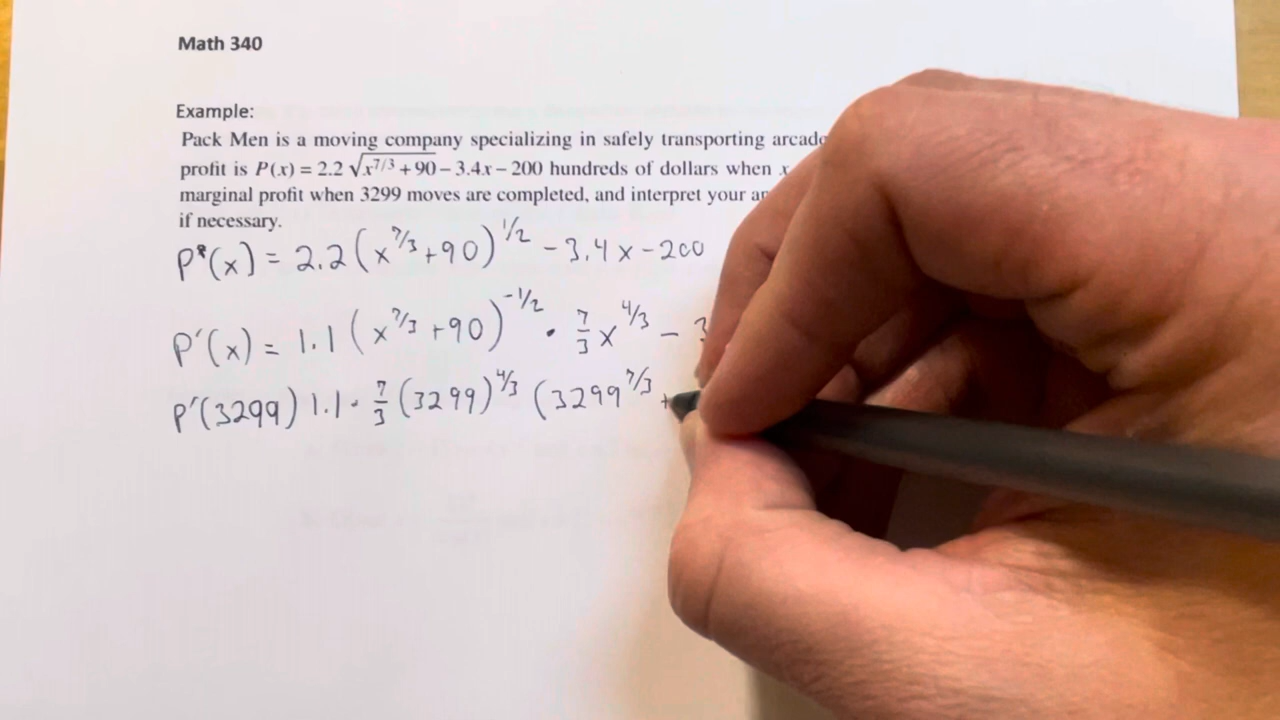 Math 340
Example:
Pack Men is a moving company specializing in safely transporting arcade
profit is P(x) = 2.2 √(x^{7/3} + 90) − 3.4x − 200 hundreds of dollars when x
marginal profit when 3299 moves are completed, and interpret your
if necessary.
P(x) = 2.2 (x^{7/3} + 90)^{1/2} − 3.4x − 200
P'(x) = 1.1 (x^{7/3} + 90)^{-1/2} · 7/3 x^{4/3} −
P'(3299) 1.1 · 7/3 (3299)^{4/3} (3299^{7/3} +